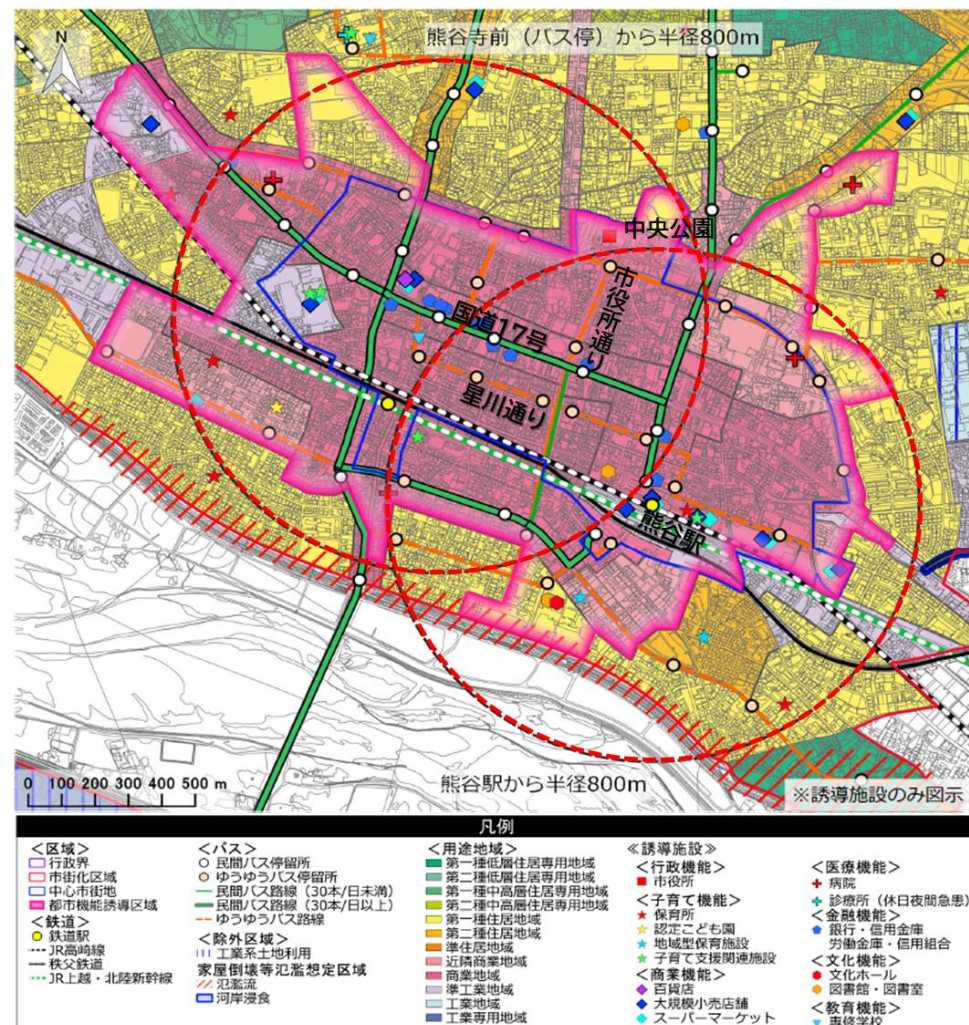 熊谷寺前（バス停）から半径800m
N
中央公園
市役所通り
国道17号
星川通り
熊谷駅
0 100 200 300 400 500 m
熊谷駅から半径800m
※誘導施設のみ図示
凡例
＜区域＞
行政界
市街化区域
中心市街地
都市機能誘導区域
＜鉄道＞
鉄道駅
JR高崎線
秩父鉄道
JR上越・北陸新幹線
＜バス＞
民間バス停留所
ゆうゆうバス停留所
民間バス路線（30本/日未満）
民間バス路線（30本/日以上）
ゆうゆうバス路線
＜除外区域＞
工業系土地利用
家屋倒壊等氾濫想定区域
氾濫流
河岸浸食
＜用途地域＞
第一種低層住居専用地域
第二種低層住居専用地域
第一種中高層住居専用地域
第二種中高層住居専用地域
第一種住居地域
第二種住居地域
準住居地域
近隣商業地域
商業地域
準工業地域
工業地域
工業専用地域
≪誘導施設≫
＜行政機能＞
市役所
＜子育て機能＞
保育所
認定こども園
地域型保育施設
子育て支援関連施設
＜商業機能＞
百貨店
大規模小売店舗
スーパーマーケット
＜医療機能＞
病院
診療所（休日夜間急患）
＜金融機能＞
銀行・信用金庫
労働金庫・信用組合
＜文化機能＞
文化ホール
図書館・図書室
＜教育機能＞
専修学校